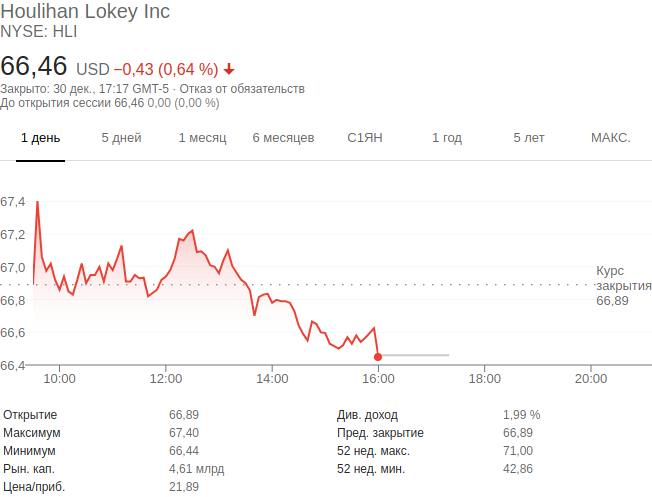 Houlihan Lokey Inc
NYSE: HLI
66,46 USD −0,43 (0,64 %)
Закрыто: 30 дек., 17:17 GMT-5 · Отказ от обязательств
До открытия сессии 66,46 0,00 (0,00 %)
1 день 5 дней 1 месяц 6 месяцев С1ЯН 1 год 5 лет МАКС.
67,4
67,2
67,0
66,8
66,6
66,4
Курс
закрытия
66,89
10:00 12:00 14:00 16:00 18:00 20:00
Открытие 66,89
Максимум 67,40
Минимум 66,44
Рын. кап. 4,61 млрд
Цена/приб. 21,89
Див. доход 1,99 %
Пред. закрытие 66,89
52 нед. макс. 71,00
52 нед. мин. 42,86